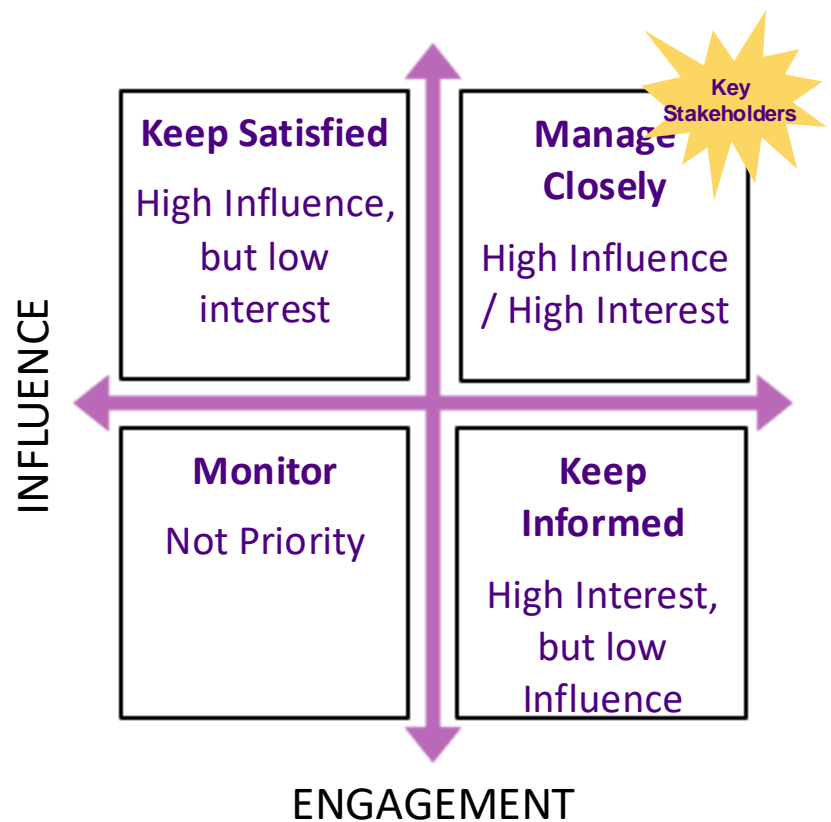 Key
Stakeholders
Keep Satisfied
High Influence,
but low
interest
Manage
Closely
High Influence
/ High Interest
INFLUENCE
Monitor
Not Priority
Keep
Informed
High Interest,
but low
Influence
ENGAGEMENT